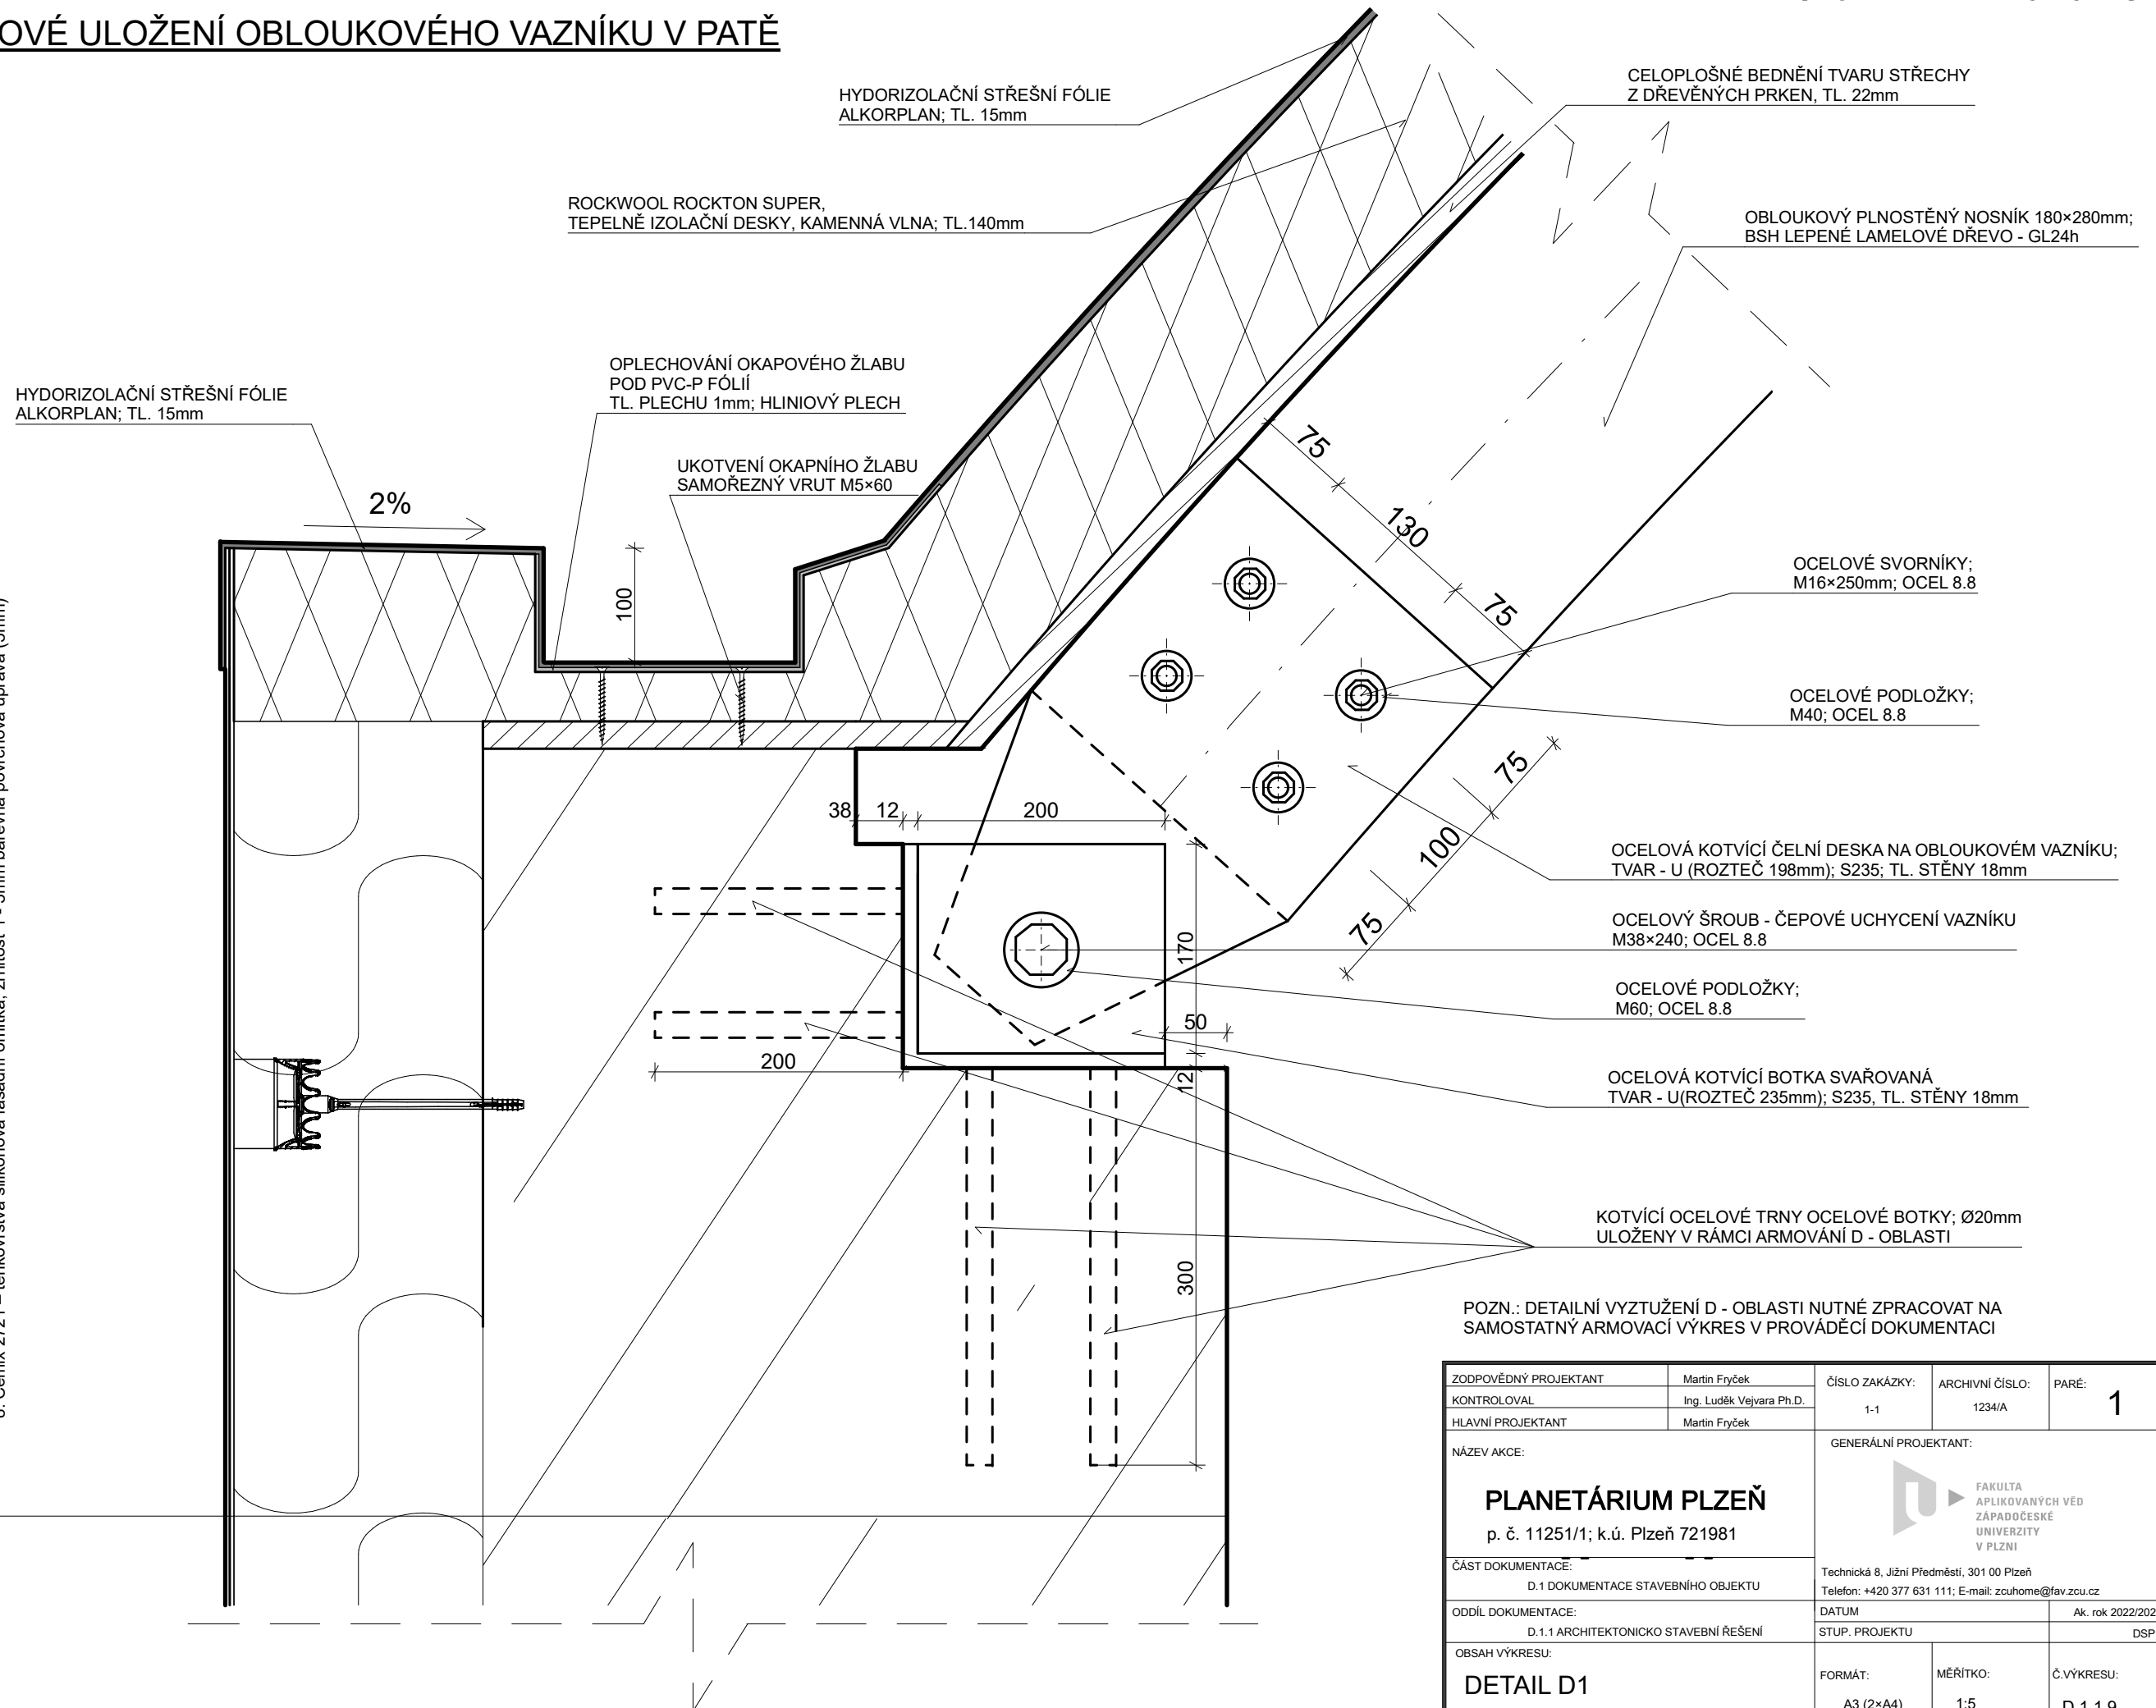 OVÉ ULOŽENÍ OBLOUKOVÉHO VAZNÍKU V PATĚ
HYDORIZOLAČNÍ STŘEŠNÍ FÓLIE
ALKORPLAN; TL. 15mm
CELOPLOŠNÉ BEDNĚNÍ TVARU STŘECHY
Z DŘEVĚNÝCH PRKEN, TL. 22mm
ROCKWOOL ROCKTON SUPER,
TEPELNĚ IZOLAČNÍ DESKY, KAMENNÁ VLNA; TL.140mm
OBLOUKOVÝ PLNOSTĚNÝ NOSNÍK 180×280mm;
BSH LEPENÉ LAMELOVÉ DŘEVO - GL24h
OPLECHOVÁNÍ OKAPOVÉHO ŽLABU
POD PVC-P FÓLIÍ
TL. PLECHU 1mm; HLINIOVÝ PLECH
HYDORIZOLAČNÍ STŘEŠNÍ FÓLIE
ALKORPLAN; TL. 15mm
UKOTVENÍ OKAPNÍHO ŽLABU
SAMOŘEZNÝ VRUT M5×60
2%
100
75
130
75
OCELOVÉ SVORNÍKY;
M16×250mm; OCEL 8.8
OCELOVÉ PODLOŽKY;
M40; OCEL 8.8
75
100
75
38
12
200
OCELOVÁ KOTVÍCÍ ČELNÍ DESKA NA OBLOUKOVÉM VAZNÍKU;
TVAR - U (ROZTEČ 198mm); S235; TL. STĚNY 18mm
OCELOVÝ ŠROUB - ČEPOVÉ UCHYCENÍ VAZNÍKU
M38×240; OCEL 8.8
170
OCELOVÉ PODLOŽKY;
M60; OCEL 8.8
50
200
12
OCELOVÁ KOTVÍCÍ BOTKA SVAŘOVANÁ
TVAR - U(ROZTEČ 235mm); S235, TL. STĚNY 18mm
300
KOTVÍCÍ OCELOVÉ TRNY OCELOVÉ BOTKY; Ø20mm
ULOŽENY V RÁMCI ARMOVÁNÍ D - OBLASTI
POZN.: DETAILNÍ VYZTUŽENÍ D - OBLASTI NUTNÉ ZPRACOVAT NA
SAMOSTATNÝ ARMOVACÍ VÝKRES V PROVÁDĚCÍ DOKUMENTACI
ZODPOVĚDNÝ PROJEKTANT Martin Fryček
KONTROLOVAL Ing. Luděk Vejvara Ph.D.
HLAVNÍ PROJEKTANT Martin Fryček
ČÍSLO ZAKÁZKY:
1-1
ARCHIVNÍ ČÍSLO:
1234/A
PARÉ:
1
NÁZEV AKCE:
PLANETÁRIUM PLZEŇ
p. č. 11251/1; k.ú. Plzeň 721981
GENERÁLNÍ PROJEKTANT:
FAKULTA
APLIKOVANÝCH VĚD
ZÁPADOČESKÉ
UNIVERZITY
V PLZNI
Technická 8, Jižní Předměstí, 301 00 Plzeň
Telefon: +420 377 631 111; E-mail: zcuhome@fav.zcu.cz
ČÁST DOKUMENTACE:
D.1 DOKUMENTACE STAVEBNÍHO OBJEKTU
ODDÍL DOKUMENTACE:
D.1.1 ARCHITEKTONICKO STAVEBNÍ ŘEŠENÍ
DATUM Ak. rok 2022/202
STUP. PROJEKTU DSP
OBSAH VÝKRESU:
DETAIL D1
FORMÁT:
A3 (2×A4)
MĚŘÍTKO:
1:5
Č.VÝKRESU:
D.1.1.9